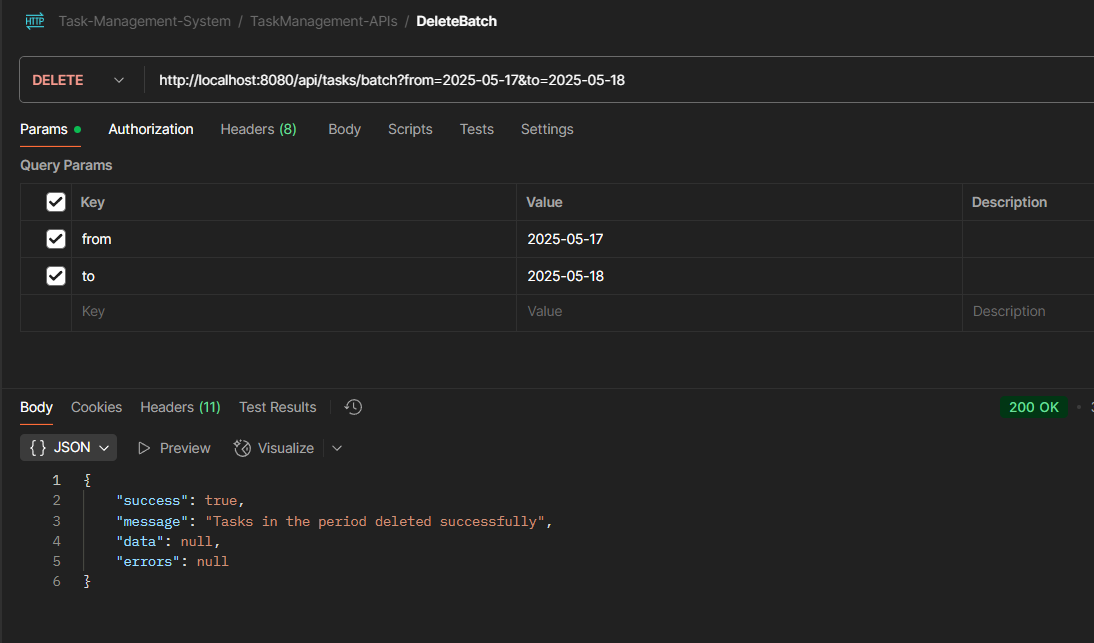 HTTP Task-Management-System / TaskManagement-APIs / DeleteBatch
DELETE http://localhost:8080/api/tasks/batch?from=2025-05-17&to=2025-05-18
Params Authorization Headers (8) Body Scripts Tests Settings
Query Params
Key Value Description
from 2025-05-17
to 2025-05-18
Key Value Description
Body Cookies Headers (11) Test Results 200 OK
{} JSON Preview Visualize
1 {
2 "success": true,
3 "message": "Tasks in the period deleted successfully",
4 "data": null,
5 "errors": null
6 }